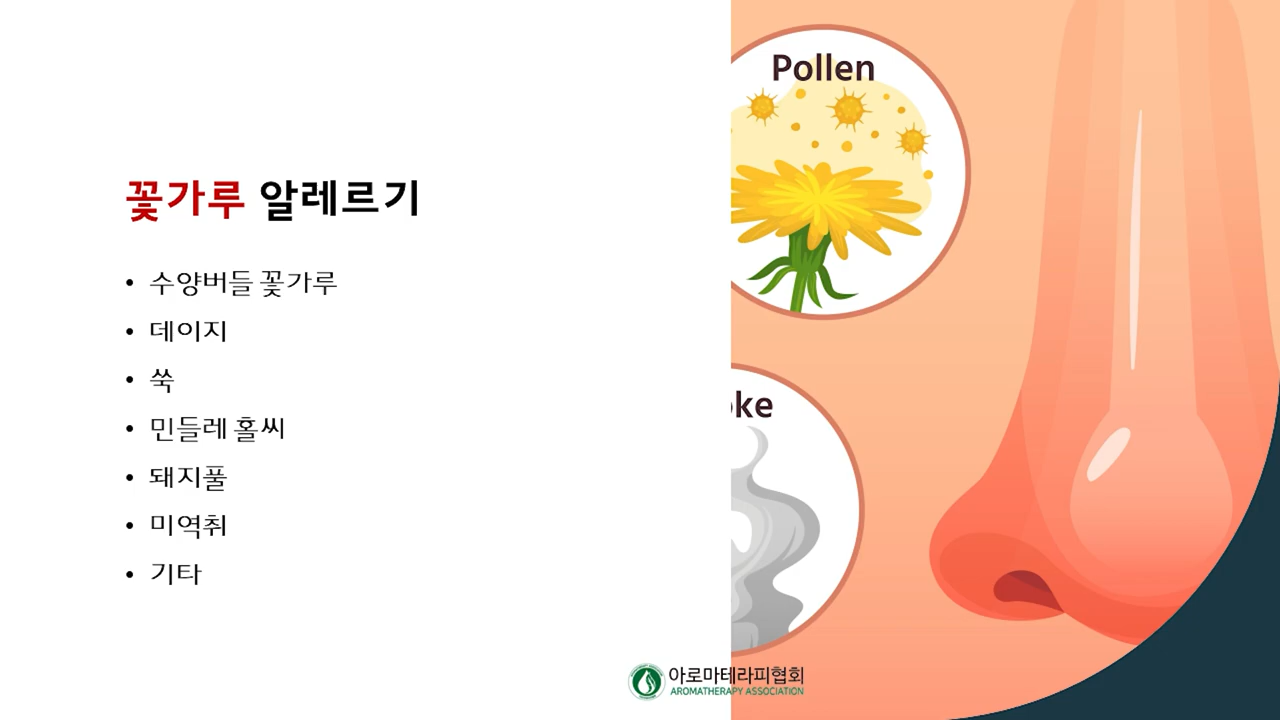 꽃가루 알레르기
• 수양버들 꽃가루
• 데이지
• 쑥
• 민들레 홀씨
• 돼지풀
• 미역취
• 기타
Pollen
ke
아로마테라피협회
AROMATHERAPY ASSOCIATION